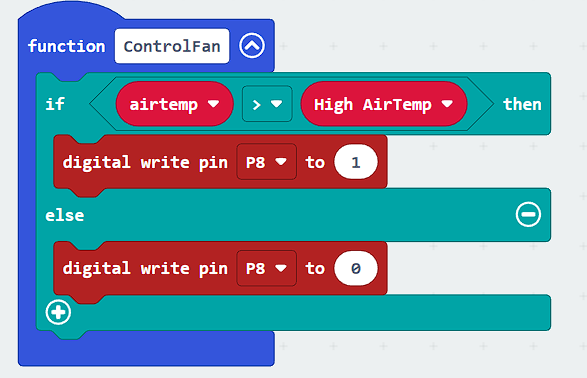 function ControlFan
if airtemp > High AirTemp then
digital write pin P8 to 1
else
digital write pin P8 to 0